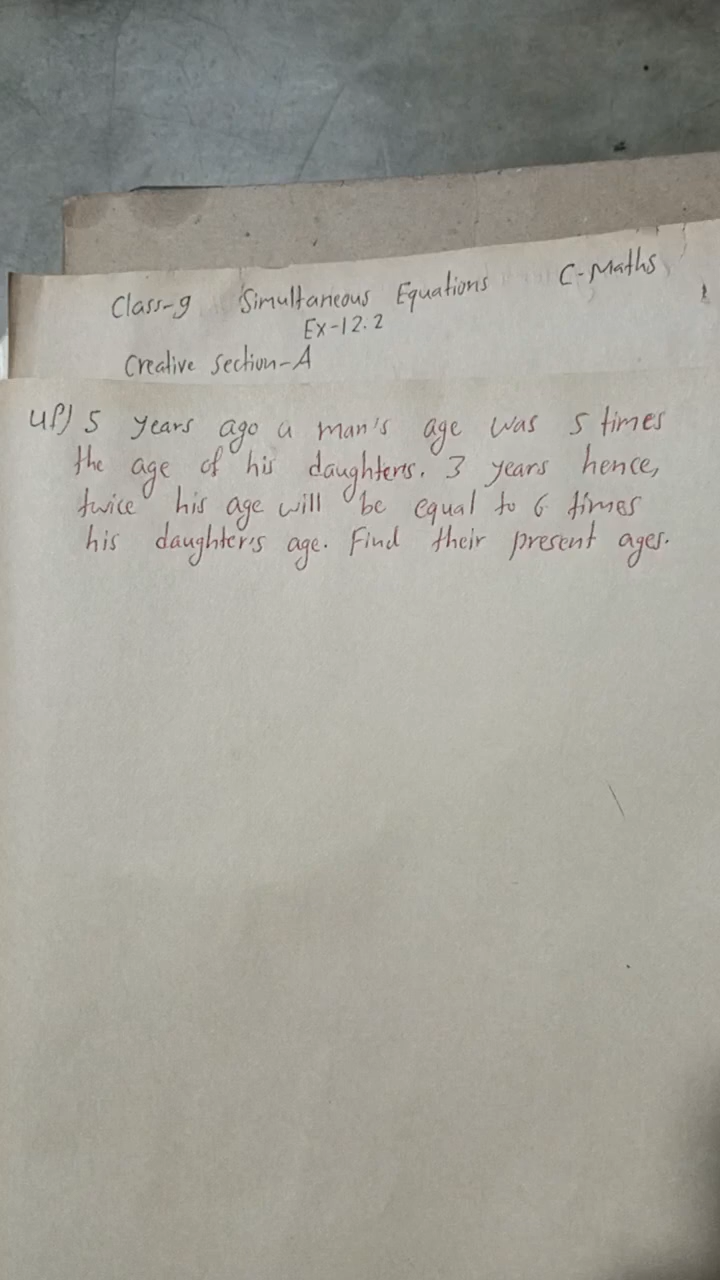 Class-9 Simultaneous Equations C-Maths
Ex-12.2
Creative section-A
5 years ago a man's age was 5 times
the age of his daughters. 3 years hence,
twice his age will be equal to 6 times
his daughter's age. Find their present ages.